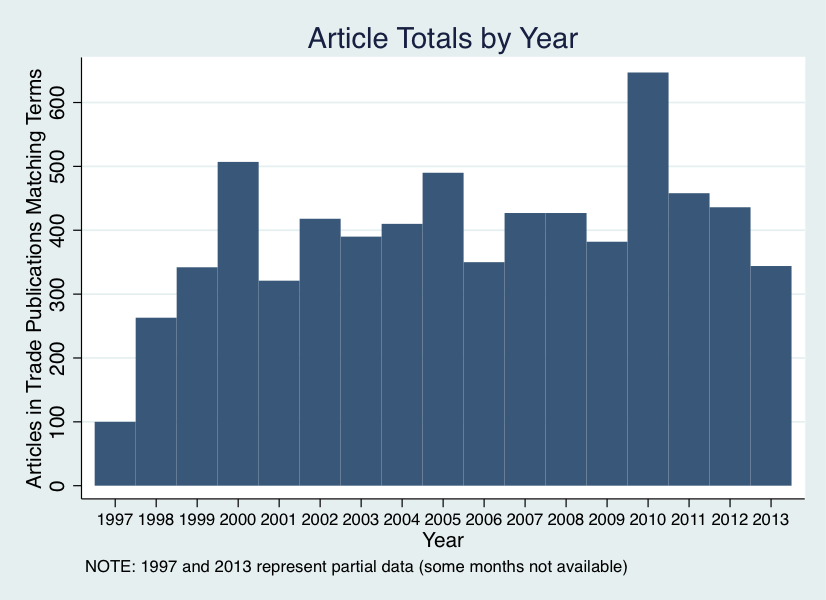 Article Totals by Year
Articles in Trade Publications Matching Terms
600
500
400
300
200
100
0
1997 1998 1999 2000 2001 2002 2003 2004 2005 2006 2007 2008 2009 2010 2011 2012 2013
Year
NOTE: 1997 and 2013 represent partial data (some months not available)